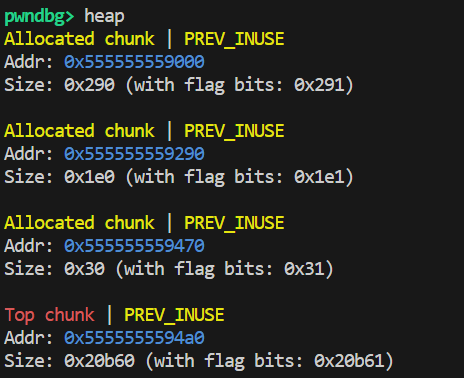 pwndbg> heap
Allocated chunk | PREV_INUSE
Addr: 0x555555559000
Size: 0x290 (with flag bits: 0x291)
Allocated chunk | PREV_INUSE
Addr: 0x555555559290
Size: 0x1e0 (with flag bits: 0x1e1)
Allocated chunk | PREV_INUSE
Addr: 0x555555559470
Size: 0x30 (with flag bits: 0x31)
Top chunk | PREV_INUSE
Addr: 0x5555555594a0
Size: 0x20b60 (with flag bits: 0x20b61)